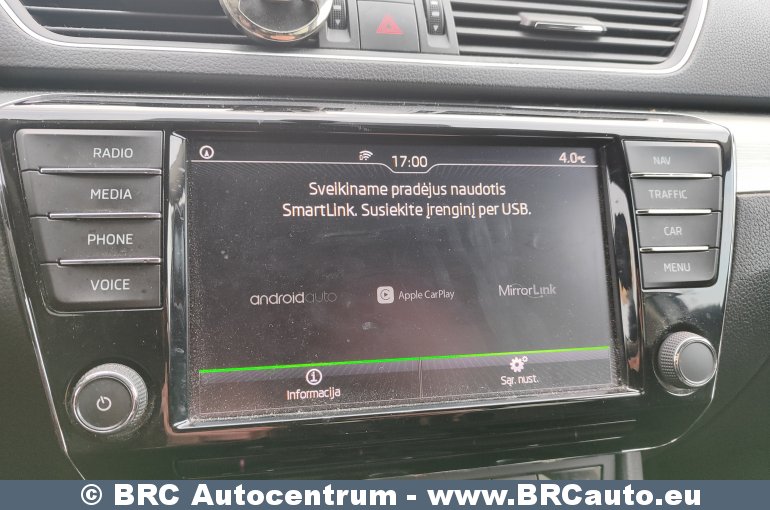 RADIO
MEDIA
PHONE
VOICE
17:00
4.0°C
Sveikiname pradėjus naudotis
SmartLink. Susiekite įrenginį per USB.
androidauto
Apple CarPlay
MirrorLink
Informacija
Sąr. nust.
NAV
TRAFFIC
CAR
MENU
© BRC Autocentrum - www.BRCauto.eu